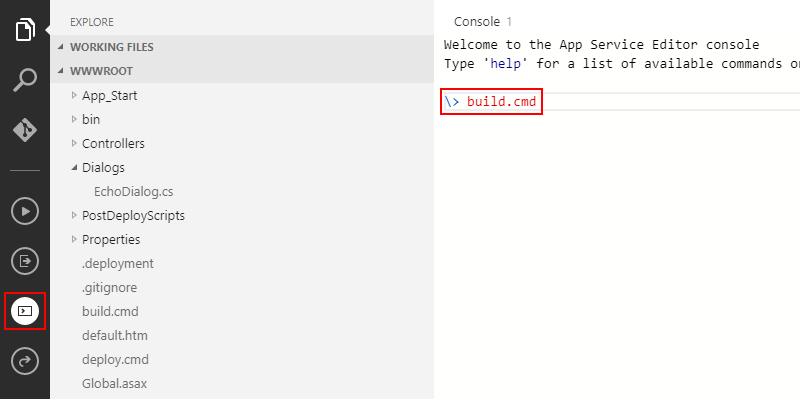 EXPLORE
WORKING FILES
WWWROOT
App_Start
bin
Controllers
Dialogs
EchoDialog.cs
PostDeployScripts
Properties
.deployment
.gitignore
build.cmd
default.htm
deploy.cmd
Global.asax
Console 1
Welcome to the App Service Editor console
Type 'help' for a list of available commands
\> build.cmd